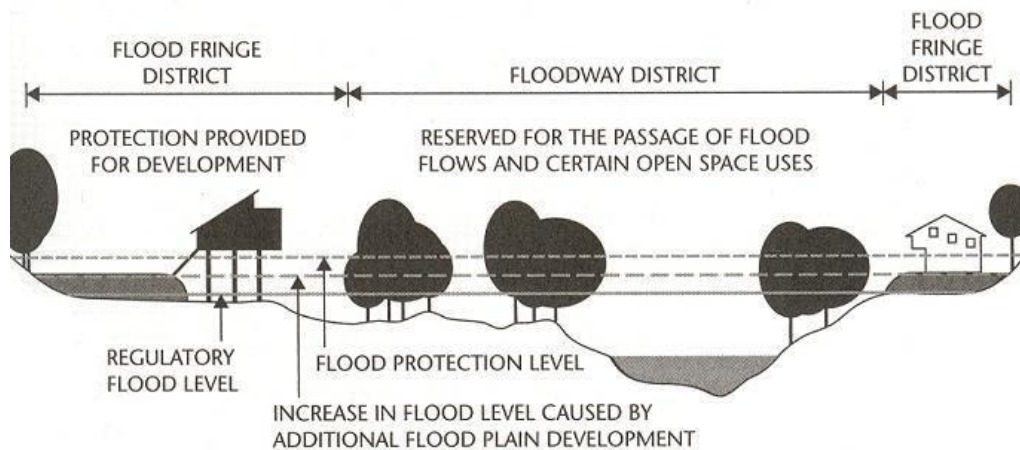 FLOOD FRINGE
DISTRICT
FLOODWAY DISTRICT
FLOOD
FRINGE
DISTRICT
PROTECTION PROVIDED
FOR DEVELOPMENT
RESERVED FOR THE PASSAGE OF FLOOD
FLOWS AND CERTAIN OPEN SPACE USES
REGULATORY
FLOOD LEVEL
FLOOD PROTECTION LEVEL
INCREASE IN FLOOD LEVEL CAUSED BY
ADDITIONAL FLOOD PLAIN DEVELOPMENT